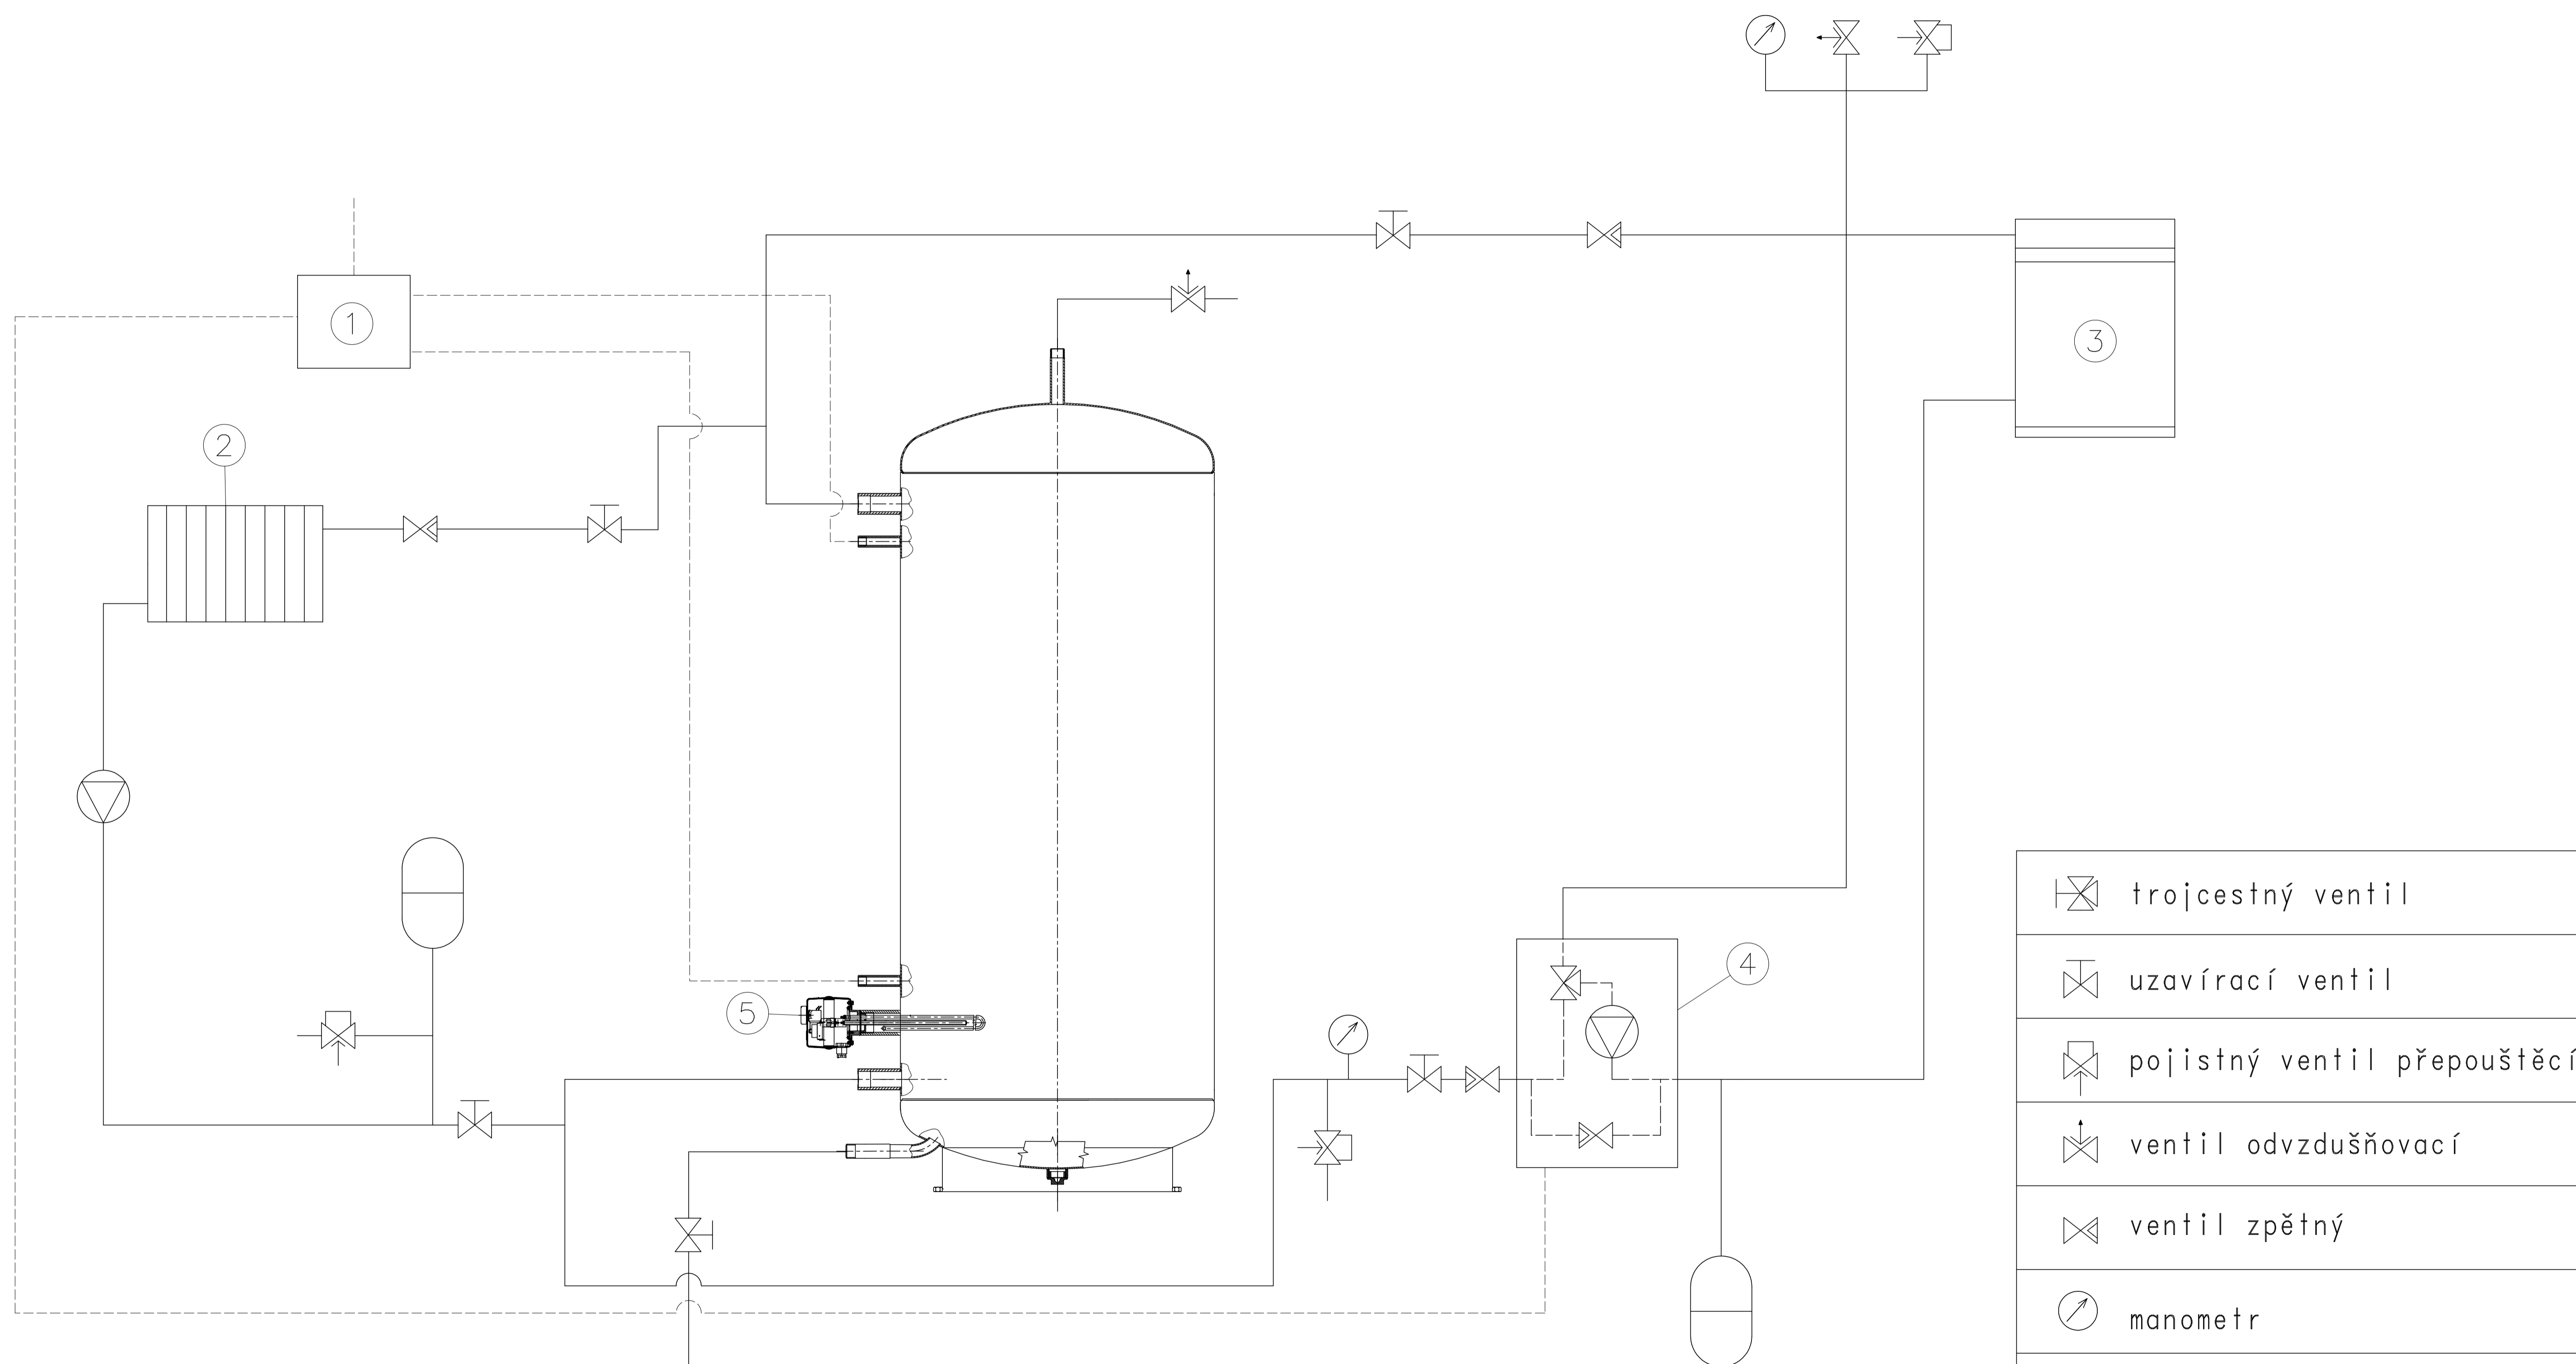 1
2
3
4
5
trojcestný ventil
uzavírací ventil
pojistný ventil přepouštěcí
ventil odvzdušňovací
ventil zpětný
manometr